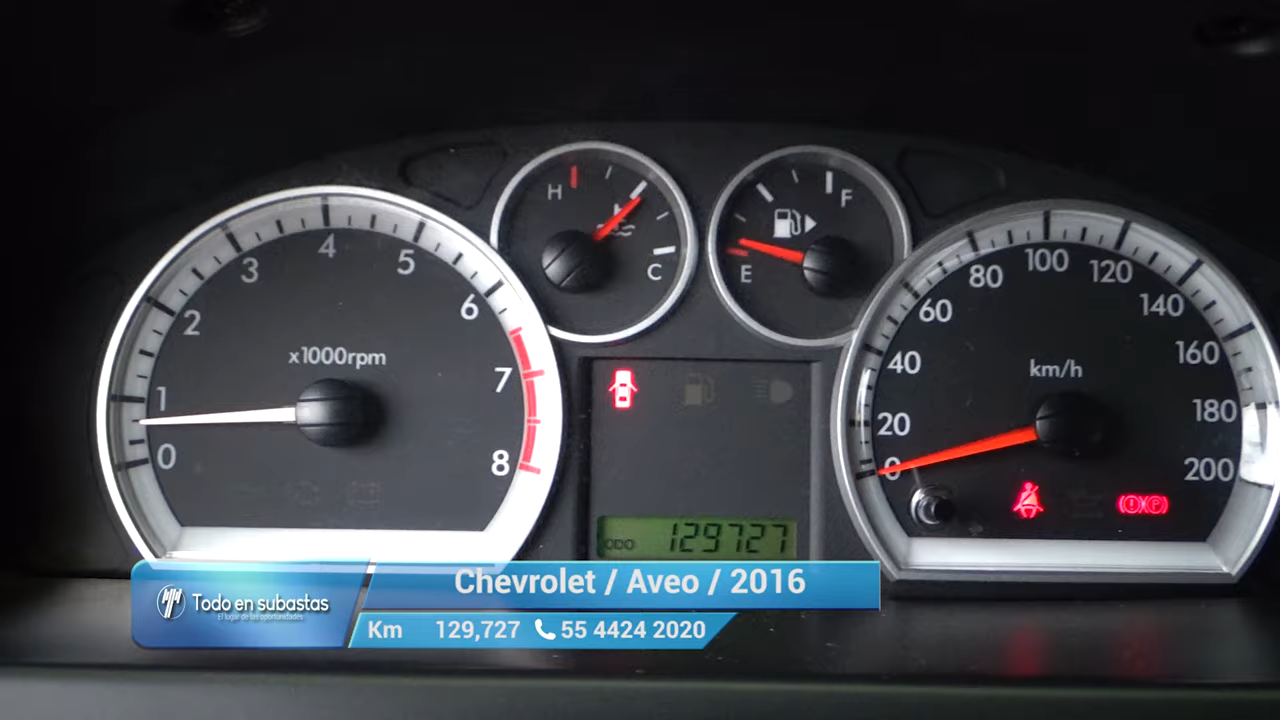 H
C
F
E
0
1
2
3
4
5
6
7
8
x1000rpm
0
20
40
60
80
100
120
140
160
180
200
km/h
ODO 129727
Chevrolet / Aveo / 2016
Todo en subastas
El lugar de las oportunidades
Km 129,727 55 4424 2020